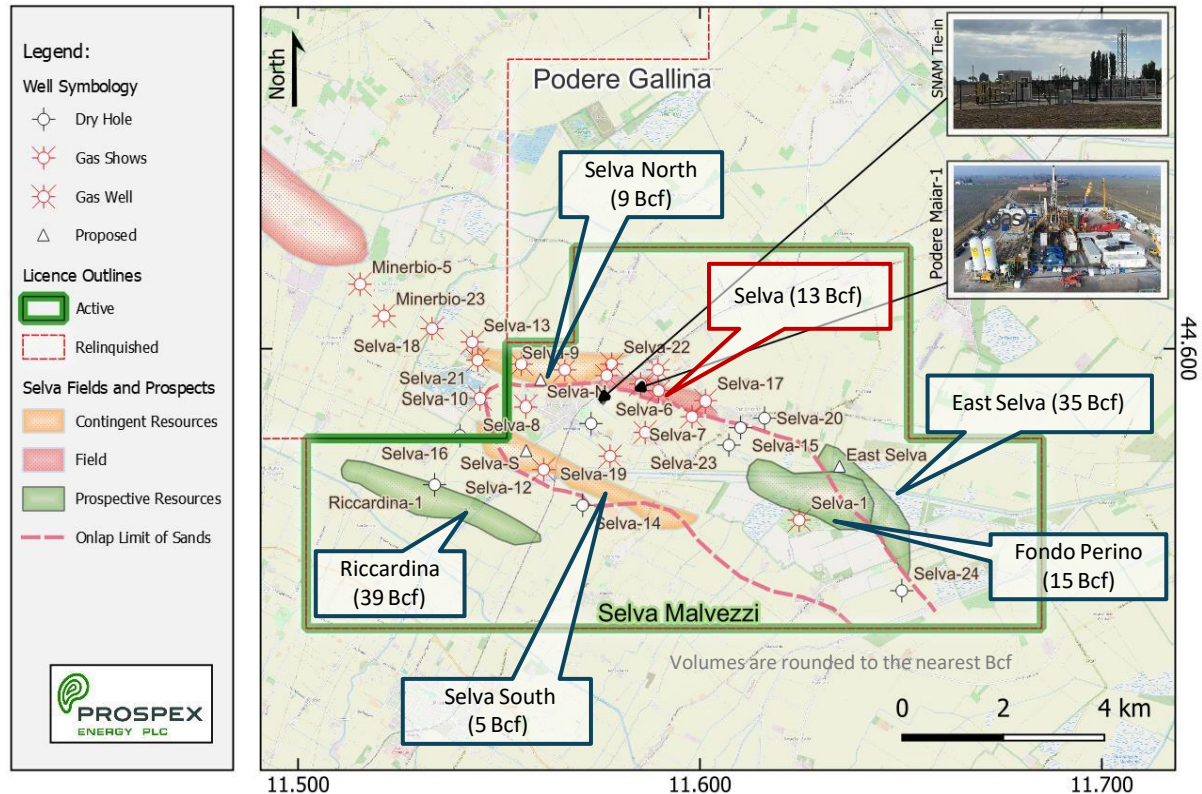 Legend:
Well Symbology
Dry Hole
Gas Shows
Gas Well
Proposed
Licence Outlines
Active
Relinquished
Selva Fields and Prospects
Contingent Resources
Field
Prospective Resources
Onlap Limit of Sands
PROSPEX
ENERGY PLC
North
Podere Gallina
SNAM Tie-in
Podere Maiar-1
gas
Selva North
(9 Bcf)
Minerbio-5
Minerbio-23
Selva (13 Bcf)
Selva-13
Selva-18
Selva-9
Selva-22
44.600
Selva-21
Selva-N
Selva-17
Selva-10
Selva-6
Selva-20
East Selva (35 Bcf)
Selva-8
Selva-7
Selva-15
Selva-16
Selva-S
Selva-19
Selva-23
East Selva
Selva-12
Riccardina-1
Selva-1
Selva-14
Riccardina
(39 Bcf)
Fondo Perino
(15 Bcf)
Selva-24
Selva Malvezzi
Volumes are rounded to the nearest Bcf
Selva South
(5 Bcf)
0 2 4 km
11.500 11.600 11.700